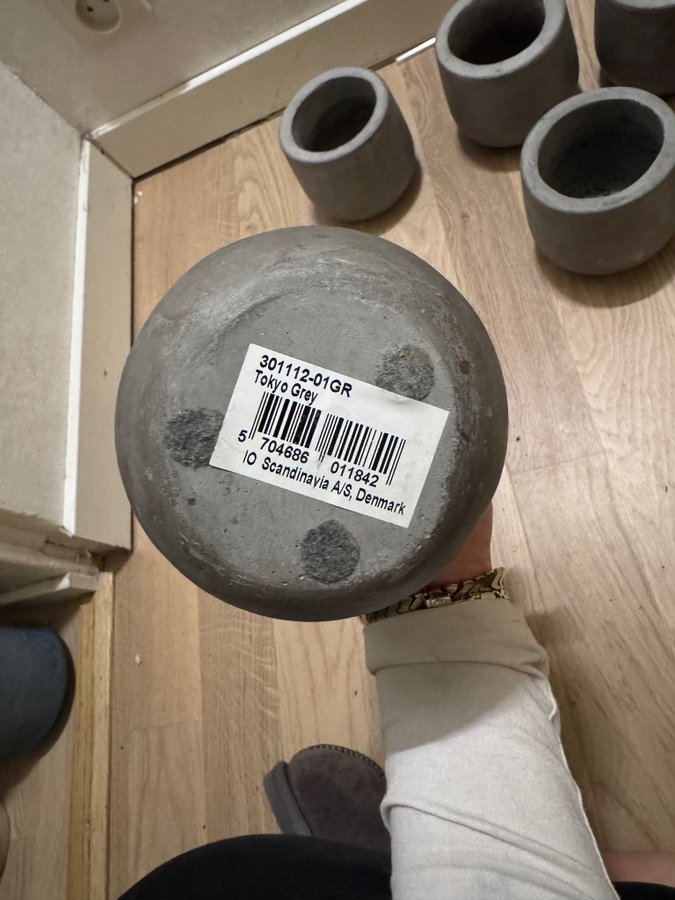 301112-01GR
Tokyo Grey
5 704686 011842
IO Scandinavia A/S, Denmark